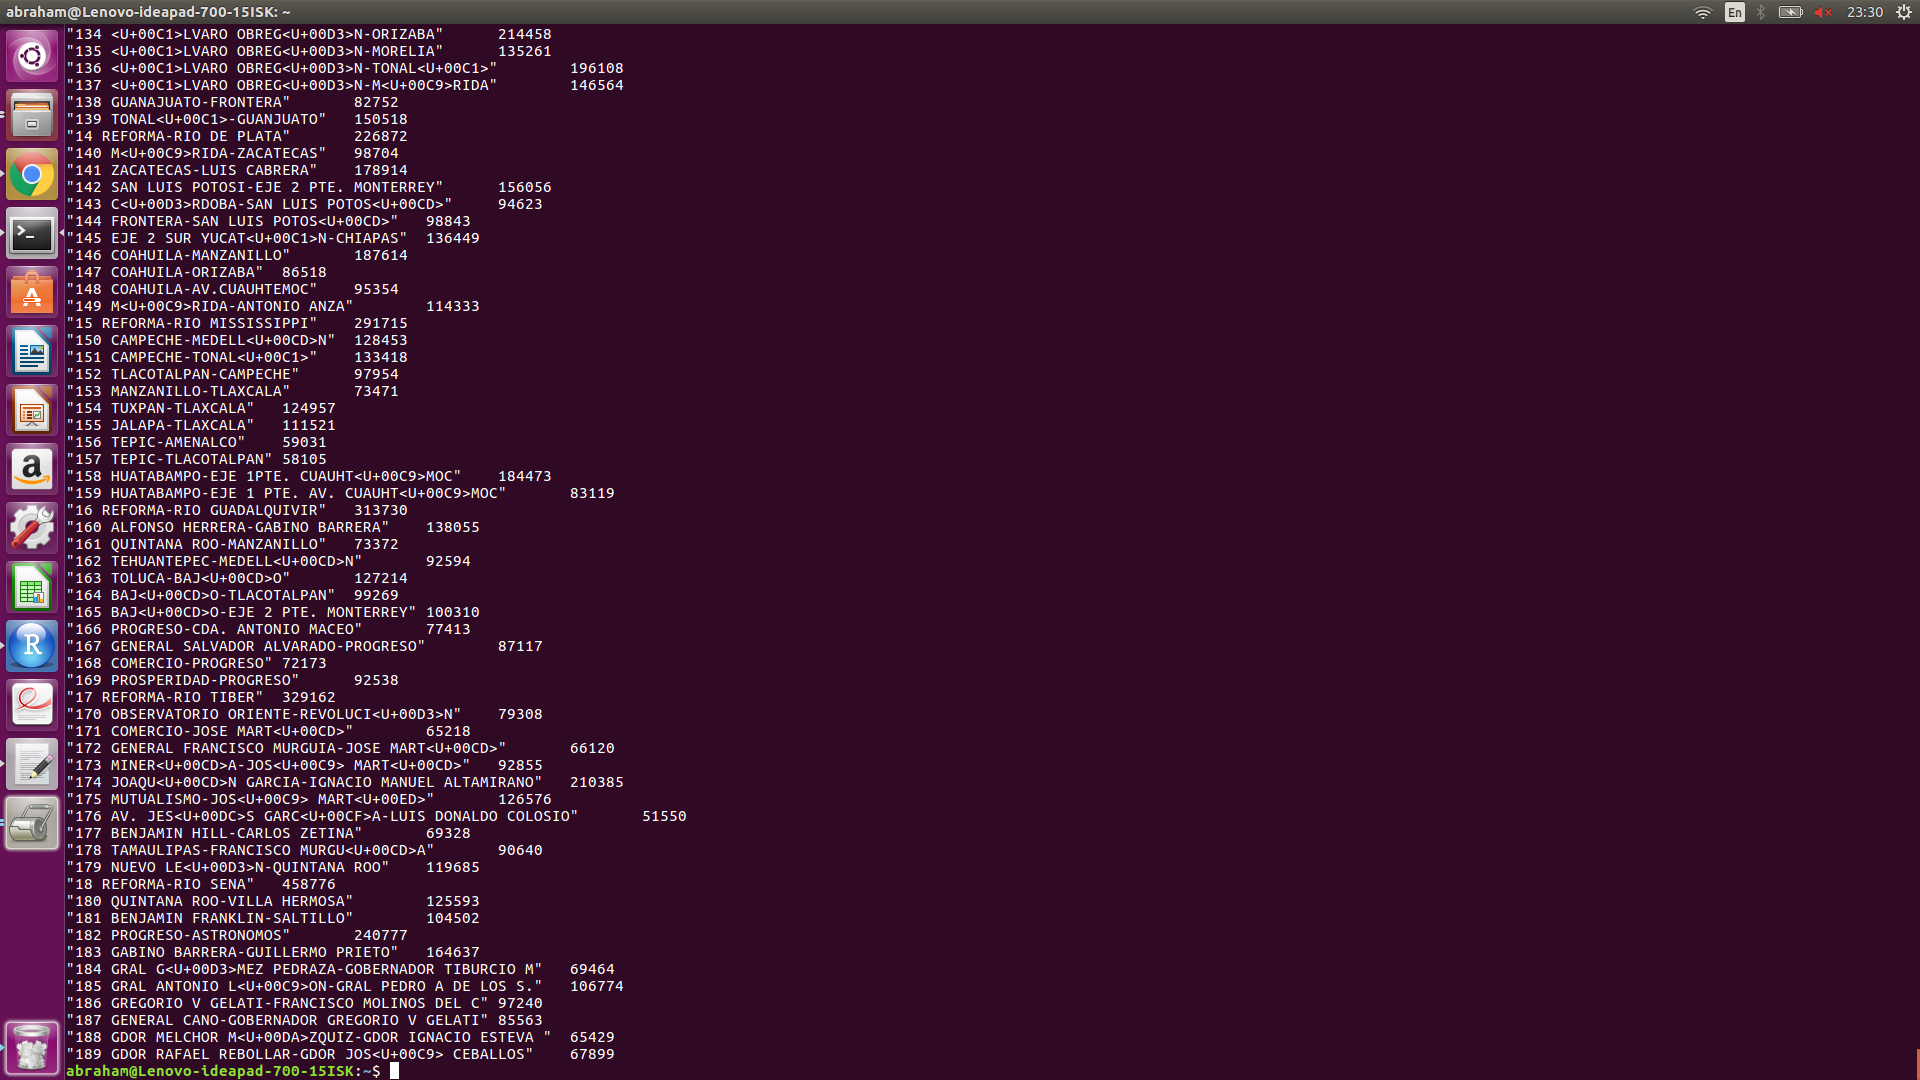 abraham@Lenovo-ideapad-700-15ISK: ~ En 23:30
"134 <U+00C1>LVARO OBREG<U+00D3>N-ORIZABA" 214458
"135 <U+00C1>LVARO OBREG<U+00D3>N-MORELIA" 135261
"136 <U+00C1>LVARO OBREG<U+00D3>N-TONAL<U+00C1>" 196108
"137 <U+00C1>LVARO OBREG<U+00D3>N-M<U+00C9>RIDA" 146564
"138 GUANAJUATO-FRONTERA" 82752
"139 TONAL<U+00C1>-GUANJUATO" 150518
"14 REFORMA-RIO DE PLATA" 226872
"140 M<U+00C9>RIDA-ZACATECAS" 98704
"141 ZACATECAS-LUIS CABRERA" 178914
"142 SAN LUIS POTOSI-EJE 2 PTE. MONTERREY" 156056
"143 C<U+00D3>RDOBA-SAN LUIS POTOS<U+00CD>" 94623
"144 FRONTERA-SAN LUIS POTOS<U+00CD>" 98843
"145 EJE 2 SUR YUCAT<U+00C1>N-CHIAPAS" 136449
"146 COAHUILA-MANZANILLO" 187614
"147 COAHUILA-ORIZABA" 86518
"148 COAHUILA-AV.CUAUHTEMOC" 95354
"149 M<U+00C9>RIDA-ANTONIO ANZA" 114333
"15 REFORMA-RIO MISSISSIPPI" 291715
"150 CAMPECHE-MEDELL<U+00CD>N" 128453
"151 CAMPECHE-TONAL<U+00C1>" 133418
"152 TLACOTALPAN-CAMPECHE" 97954
"153 MANZANILLO-TLAXCALA" 73471
"154 TUXPAN-TLAXCALA" 124957
"155 JALAPA-TLAXCALA" 111521
"156 TEPIC-AMENALCO" 59031
"157 TEPIC-TLACOTALPAN" 58105
"158 HUATABAMPO-EJE 1PTE. CUAUHT<U+00C9>MOC" 184473
"159 HUATABAMPO-EJE 1 PTE. AV. CUAUHT<U+00C9>MOC" 83119
"16 REFORMA-RIO GUADALQUIVIR" 313730
"160 ALFONSO HERRERA-GABINO BARRERA" 138055
"161 QUINTANA ROO-MANZANILLO" 73372
"162 TEHUANTEPEC-MEDELL<U+00CD>N" 92594
"163 TOLUCA-BAJ<U+00CD>O" 127214
"164 BAJ<U+00CD>O-TLACOTALPAN" 99269
"165 BAJ<U+00CD>O-EJE 2 PTE. MONTERREY" 100310
"166 PROGRESO-CDA. ANTONIO MACEO" 77413
"167 GENERAL SALVADOR ALVARADO-PROGRESO" 87117
"168 COMERCIO-PROGRESO" 72173
"169 PROSPERIDAD-PROGRESO" 92538
"17 REFORMA-RIO TIBER" 329162
"170 OBSERVATORIO ORIENTE-REVOLUCI<U+00D3>N" 79308
"171 COMERCIO-JOSE MART<U+00CD>" 65218
"172 GENERAL FRANCISCO MURGUIA-JOSE MART<U+00CD>" 66120
"173 MINER<U+00CD>A-JOS<U+00C9> MART<U+00CD>" 92855
"174 JOAQU<U+00CD>N GARCIA-IGNACIO MANUEL ALTAMIRANO" 210385
"175 MUTUALISMO-JOS<U+00C9> MART<U+00ED>" 126576
"176 AV. JES<U+00DC>S GARC<U+00CF>A-LUIS DONALDO COLOSIO" 51550
"177 BENJAMIN HILL-CARLOS ZETINA" 69328
"178 TAMAULIPAS-FRANCISCO MURGU<U+00CD>A" 90640
"179 NUEVO LE<U+00D3>N-QUINTANA ROO" 119685
"18 REFORMA-RIO SENA" 458776
"180 QUINTANA ROO-VILLA HERMOSA" 125593
"181 BENJAMIN FRANKLIN-SALTILLO" 104502
"182 PROGRESO-ASTRONOMOS" 240777
"183 GABINO BARRERA-GUILLERMO PRIETO" 164637
"184 GRAL G<U+00D3>MEZ PEDRAZA-GOBERNADOR TIBURCIO M" 69464
"185 GRAL ANTONIO L<U+00C9>ON-GRAL PEDRO A DE LOS S." 106774
"186 GREGORIO V GELATI-FRANCISCO MOLINOS DEL C" 97240
"187 GENERAL CANO-GOBERNADOR GREGORIO V GELATI" 85563
"188 GDOR MELCHOR M<U+00DA>ZQUIZ-GDOR IGNACIO ESTEVA " 65429
"189 GDOR RAFAEL REBOLLAR-GDOR JOS<U+00C9> CEBALLOS" 67899
abraham@Lenovo-ideapad-700-15ISK:~$